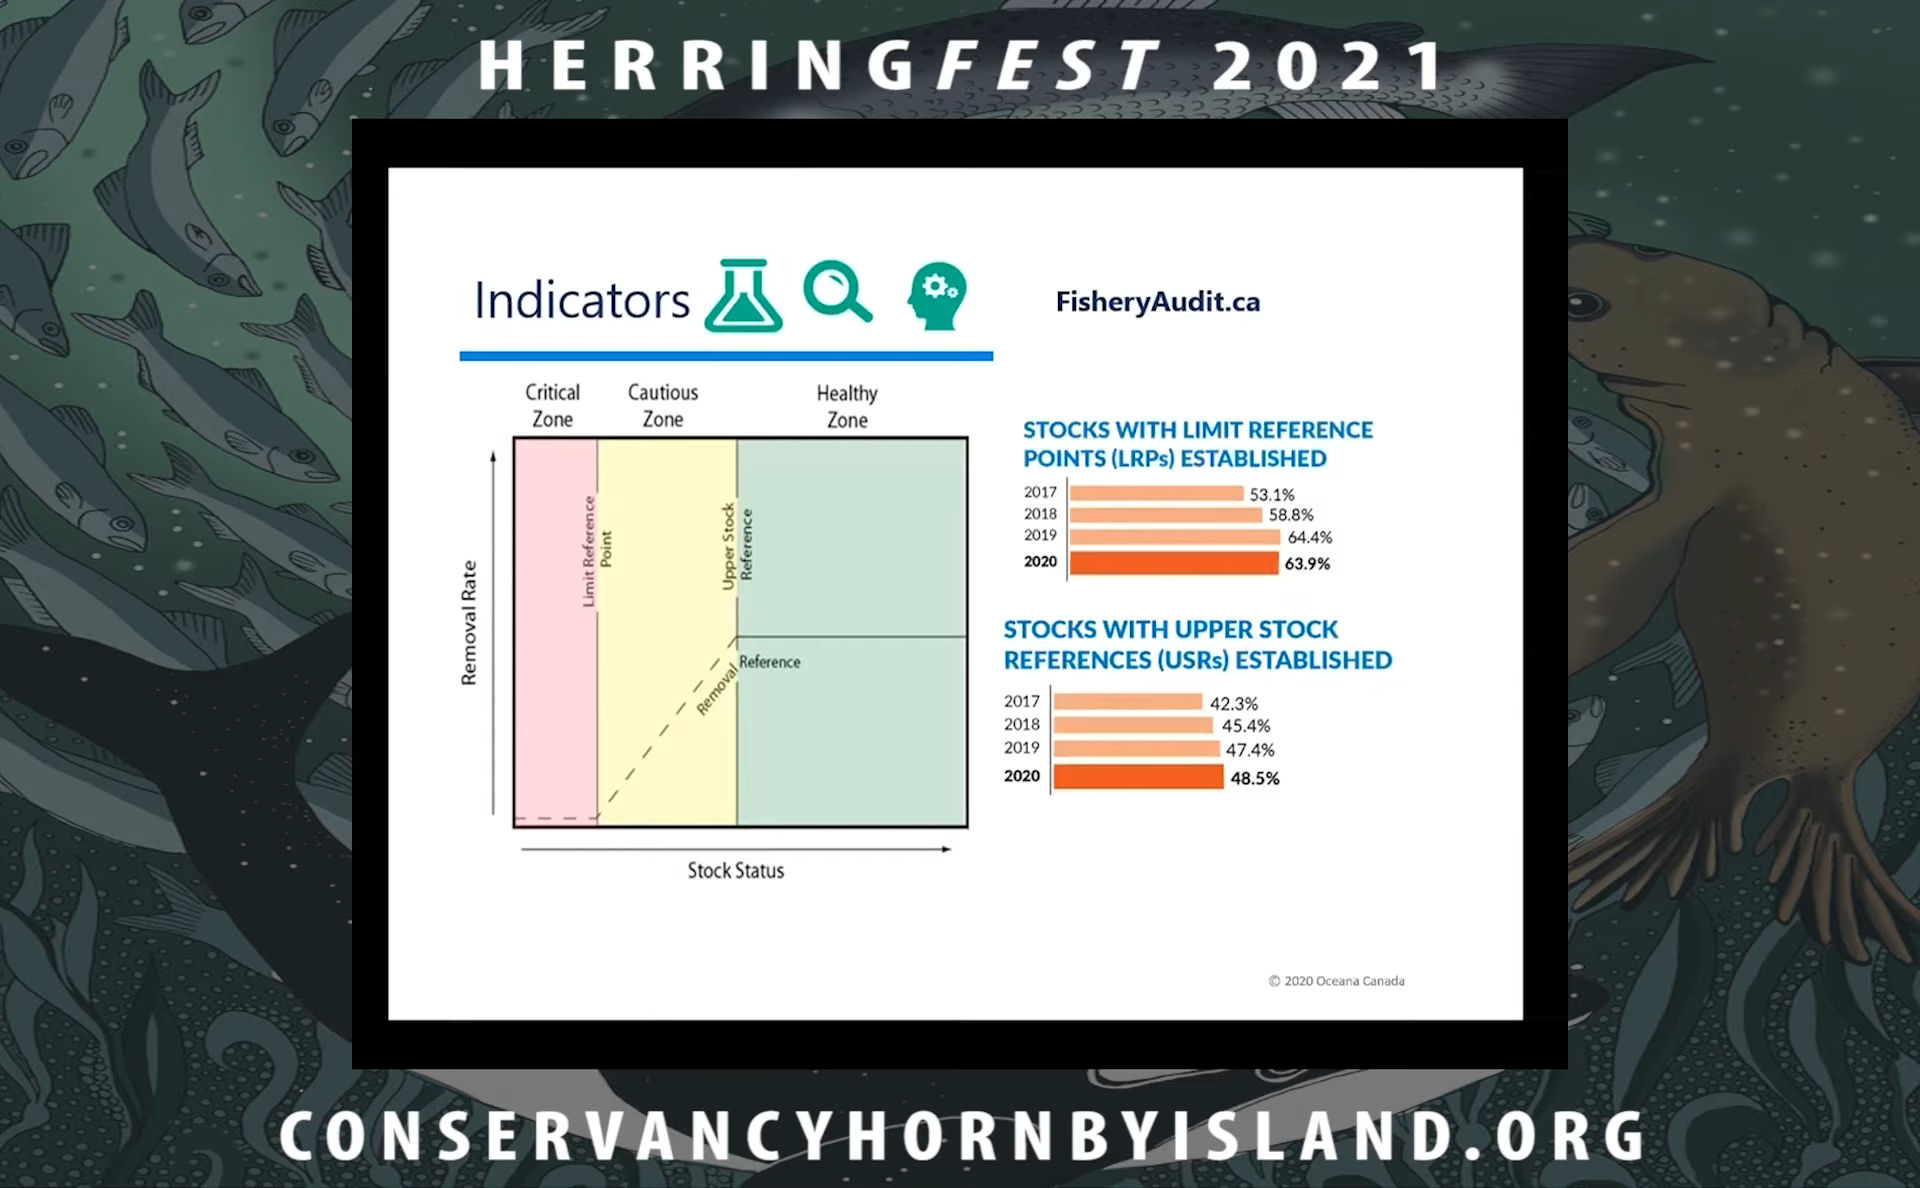 HERRINGFEST 2021
Indicators
FisheryAudit.ca
Critical
Zone
Cautious
Zone
Healthy
Zone
Removal Rate
Limit Reference
Point
Upper Stock
Reference
Removal
Reference
Stock Status
STOCKS WITH LIMIT REFERENCE
POINTS (LRPs) ESTABLISHED
2017 53.1%
2018 58.8%
2019 64.4%
2020 63.9%
STOCKS WITH UPPER STOCK
REFERENCES (USRs) ESTABLISHED
2017 42.3%
2018 45.4%
2019 47.4%
2020 48.5%
© 2020 Oceana Canada
CONSERVANCYHORNBYISLAND.ORG